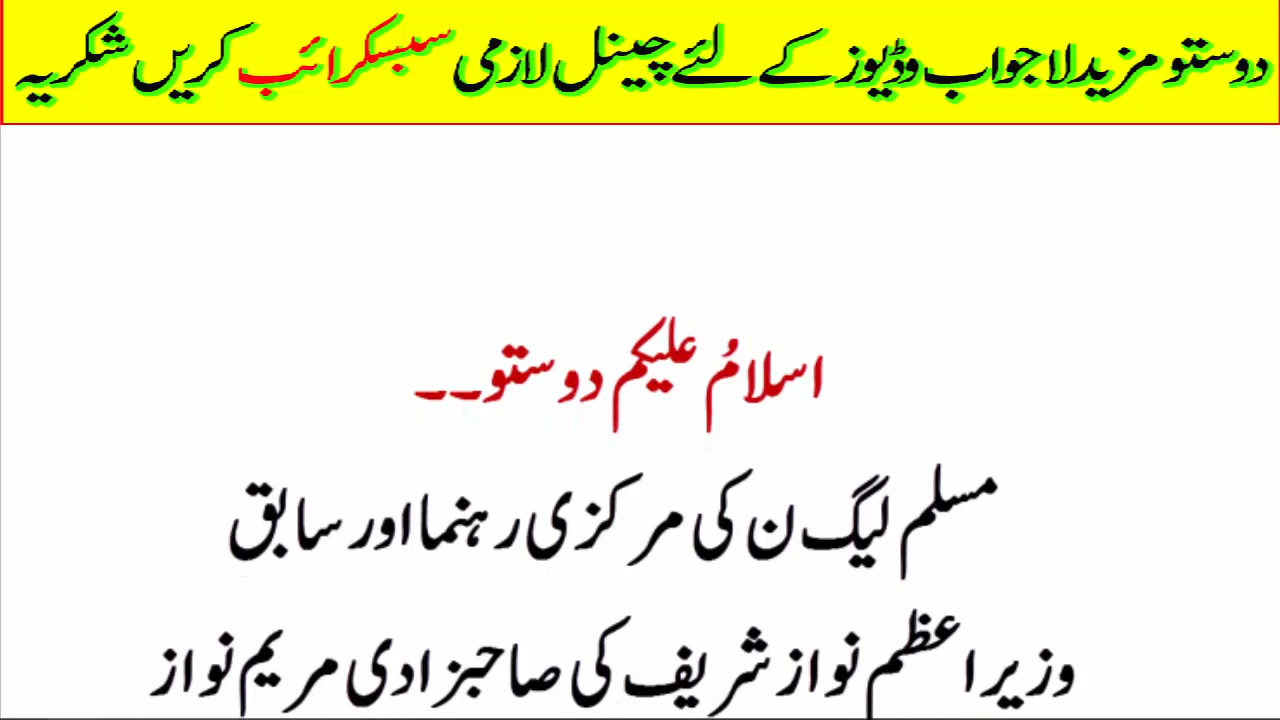 دوستو مزید لاجواب وڈیوز کے لئے چینل لازمی سبسکرائب کریں شکریہ
اسلامُ علیکم دوستو۔۔
مسلم لیگ ن کی مرکزی رہنما اور سابق
وزیراعظم نواز شریف کی صاحبزادی مریم نواز